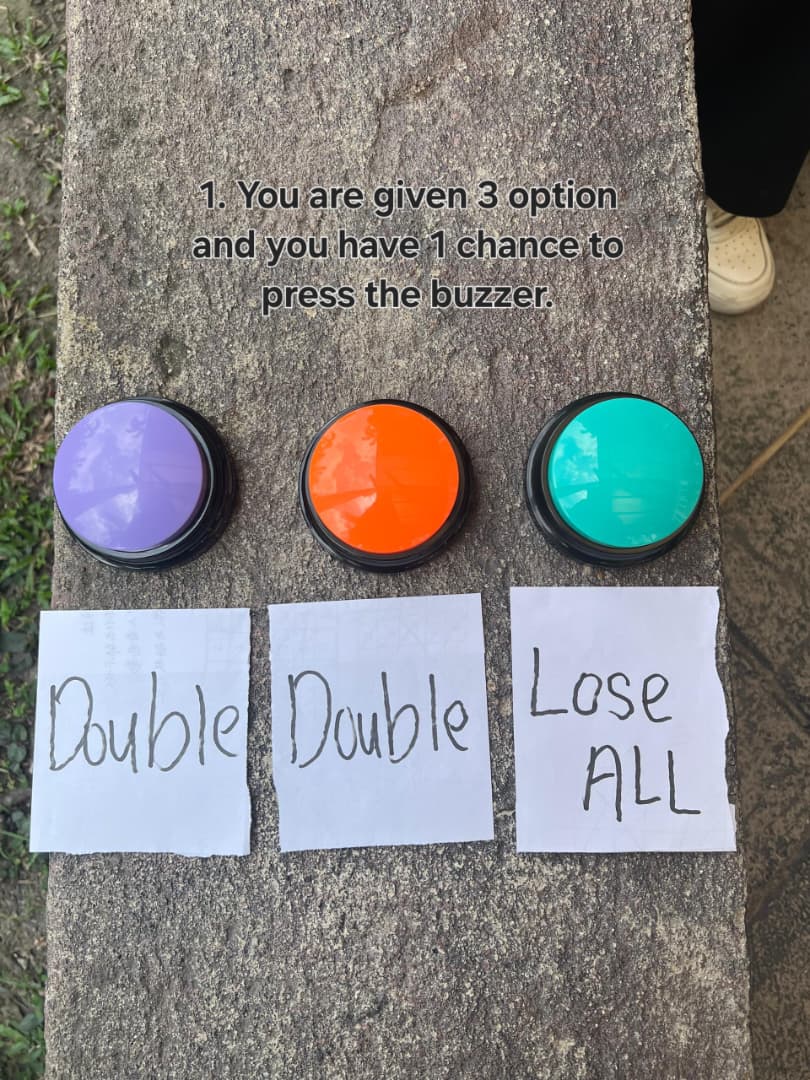 1. You are given 3 option
and you have 1 chance to
press the buzzer.
Double
Double
Lose
ALL